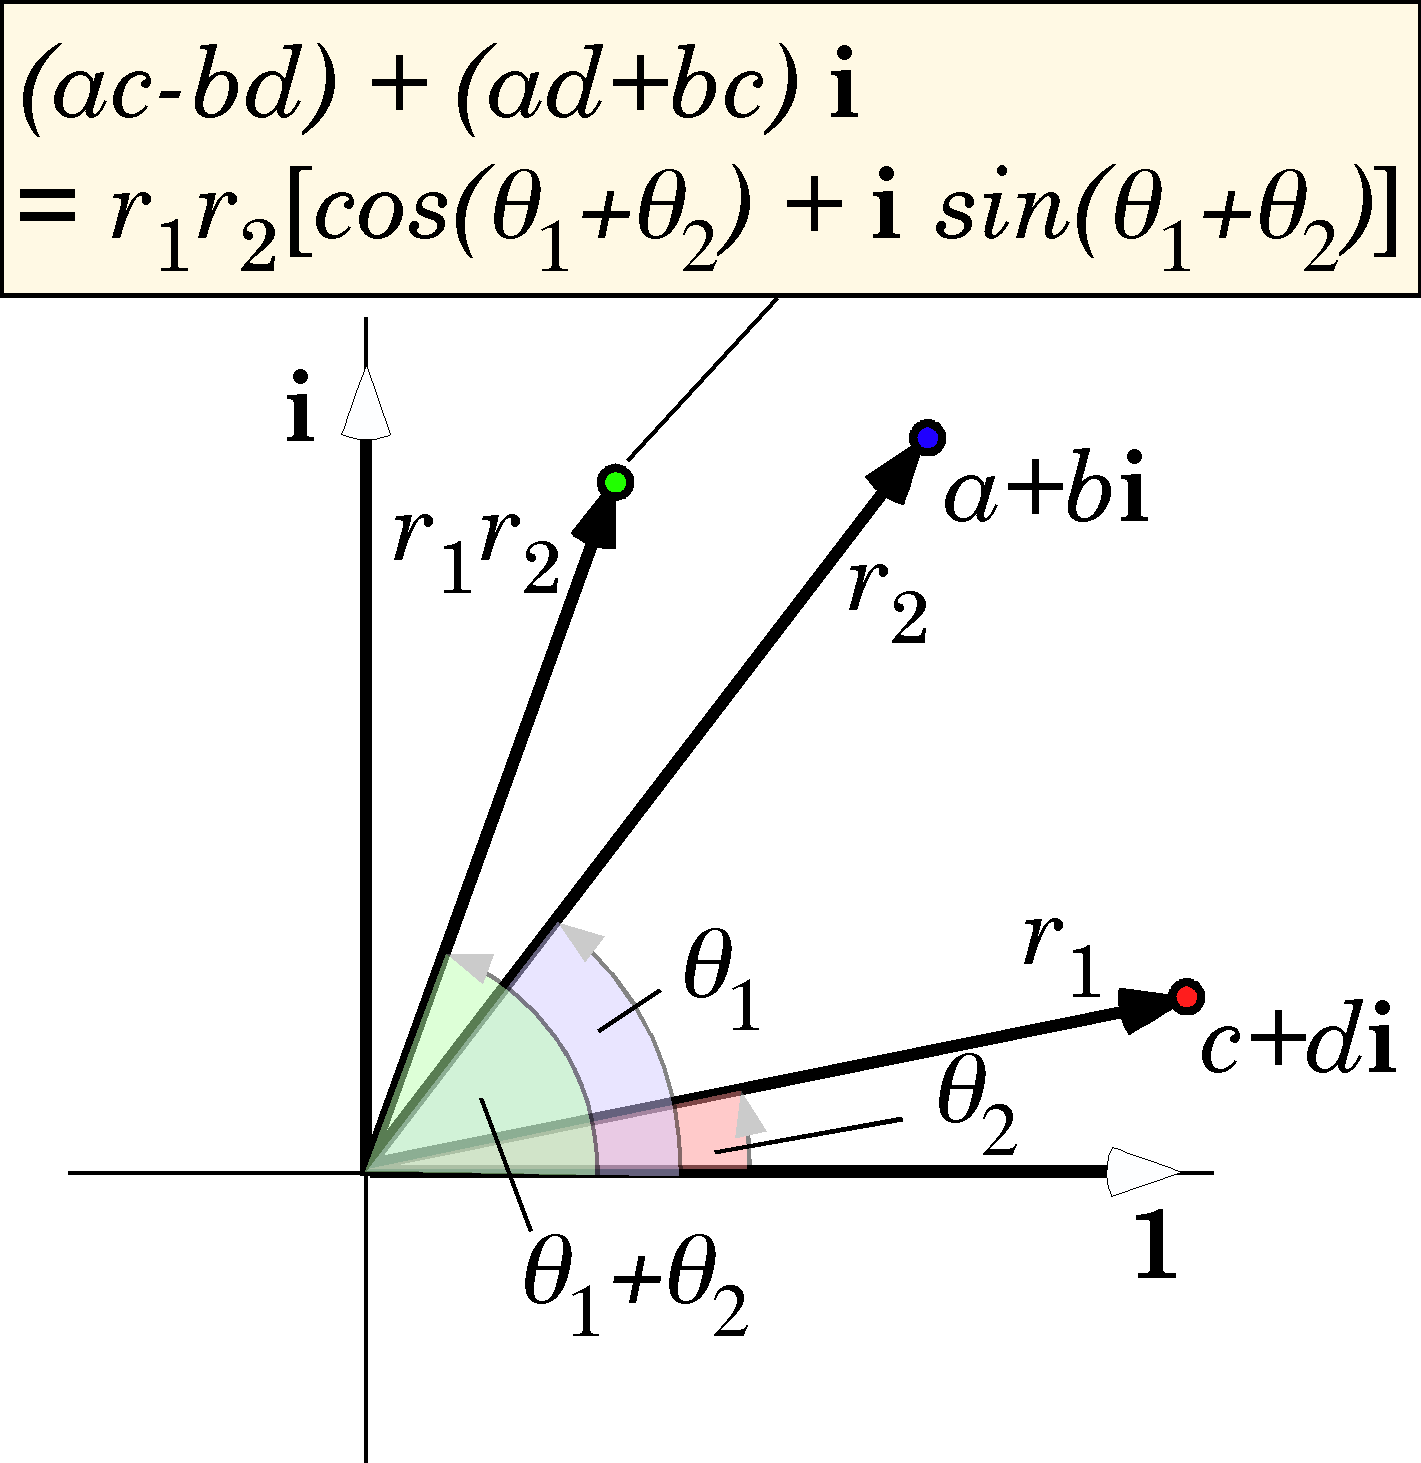 (ac-bd) + (ad+bc) i
= r₁r₂[cos(θ₁+θ₂) + i sin(θ₁+θ₂)]
i
r₁r₂
a+bi
r₂
θ₁
r₁
c+di
θ₂
1
θ₁+θ₂